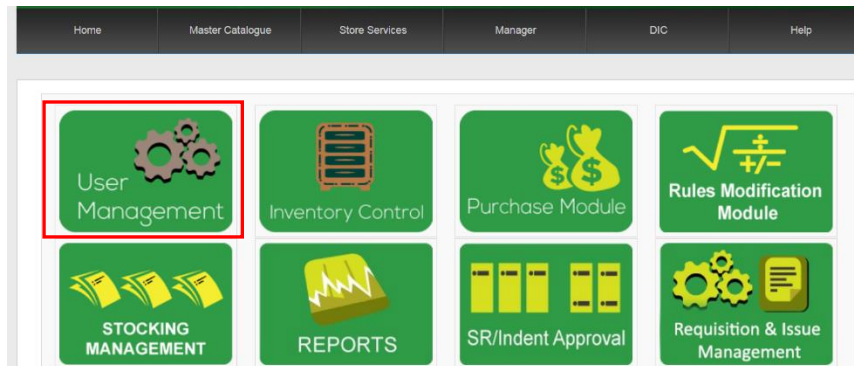 Home Master Catalogue Store Services Manager DIC Help
User
Management
Inventory Control
$ $
Purchase Module
√ ÷
+/-
Rules Modification
Module
STOCKING
MANAGEMENT
REPORTS
SR/Indent Approval
Requisition & Issue
Management